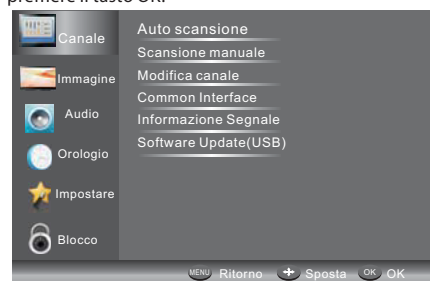 premere il tasto OK.
Canale
Immagine
Audio
Orologio
Impostare
Blocco
Auto scansione
Scansione manuale
Modifica canale
Common Interface
Informazione Segnale
Software Update(USB)
MENU Ritorno + Sposta OK OK